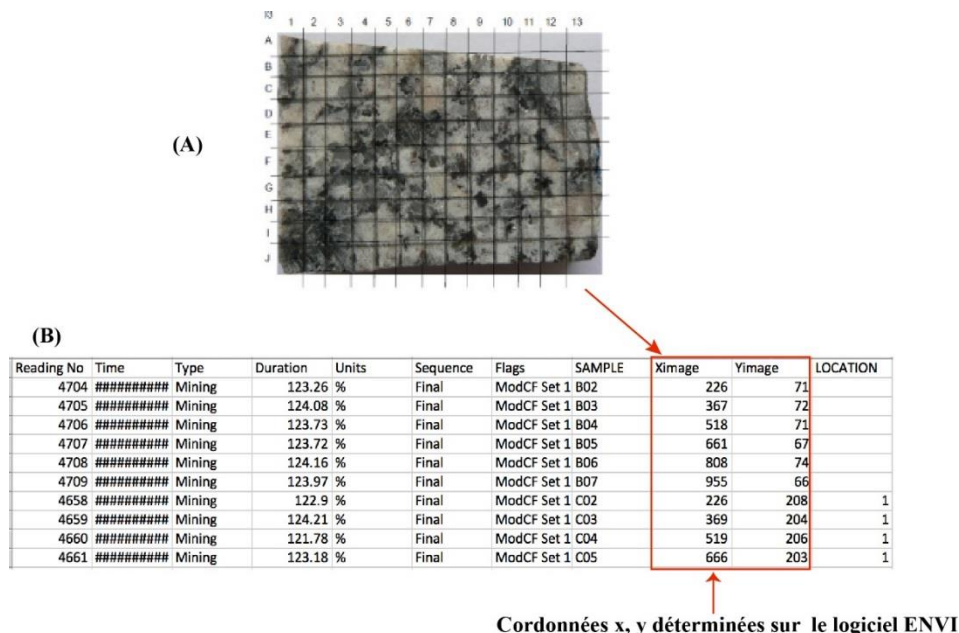 1 2 3 4 5 6 7 8 9 10 11 12 13
A
B
C
D
E
F
G
H
I
J
(A)
(B)
Reading No Time Type Duration Units Sequence Flags SAMPLE Ximage Yimage LOCATION
4704 ########## Mining 123.26 % Final ModCF Set 1 B02 226 71
4705 ########## Mining 124.08 % Final ModCF Set 1 B03 367 72
4706 ########## Mining 123.73 % Final ModCF Set 1 B04 518 71
4707 ########## Mining 123.72 % Final ModCF Set 1 B05 661 67
4708 ########## Mining 124.16 % Final ModCF Set 1 B06 808 74
4709 ########## Mining 123.97 % Final ModCF Set 1 B07 955 66
4658 ########## Mining 122.9 % Final ModCF Set 1 C02 226 208 1
4659 ########## Mining 124.21 % Final ModCF Set 1 C03 369 204 1
4660 ########## Mining 121.78 % Final ModCF Set 1 C04 519 206 1
4661 ########## Mining 123.18 % Final ModCF Set 1 C05 666 203 1
Cordonnées x, y déterminées sur le logiciel ENVI